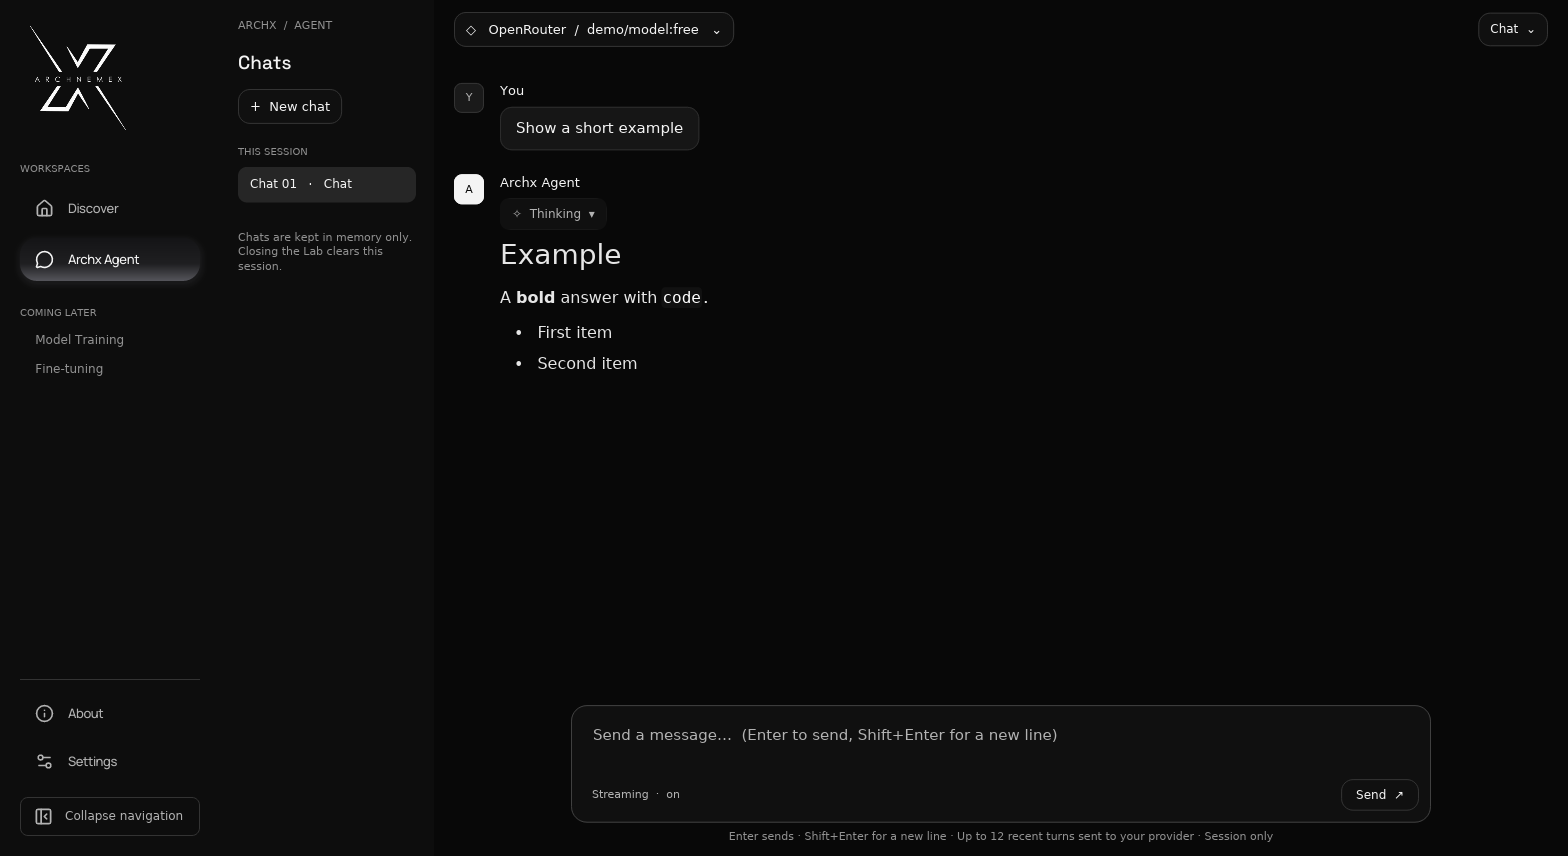 ARCHNEMEX
WORKSPACES
Discover
Archx Agent
COMING LATER
Model Training
Fine-tuning
About
Settings
Collapse navigation
ARCHX / AGENT
Chats
+ New chat
THIS SESSION
Chat 01 · Chat
Chats are kept in memory only.
Closing the Lab clears this
session.
OpenRouter / demo/model:free
Chat
Y
You
Show a short example
A
Archx Agent
Thinking
Example
A bold answer with code.
• First item
• Second item
Send a message... (Enter to send, Shift+Enter for a new line)
Streaming · on
Send ↗
Enter sends · Shift+Enter for a new line · Up to 12 recent turns sent to your provider · Session only